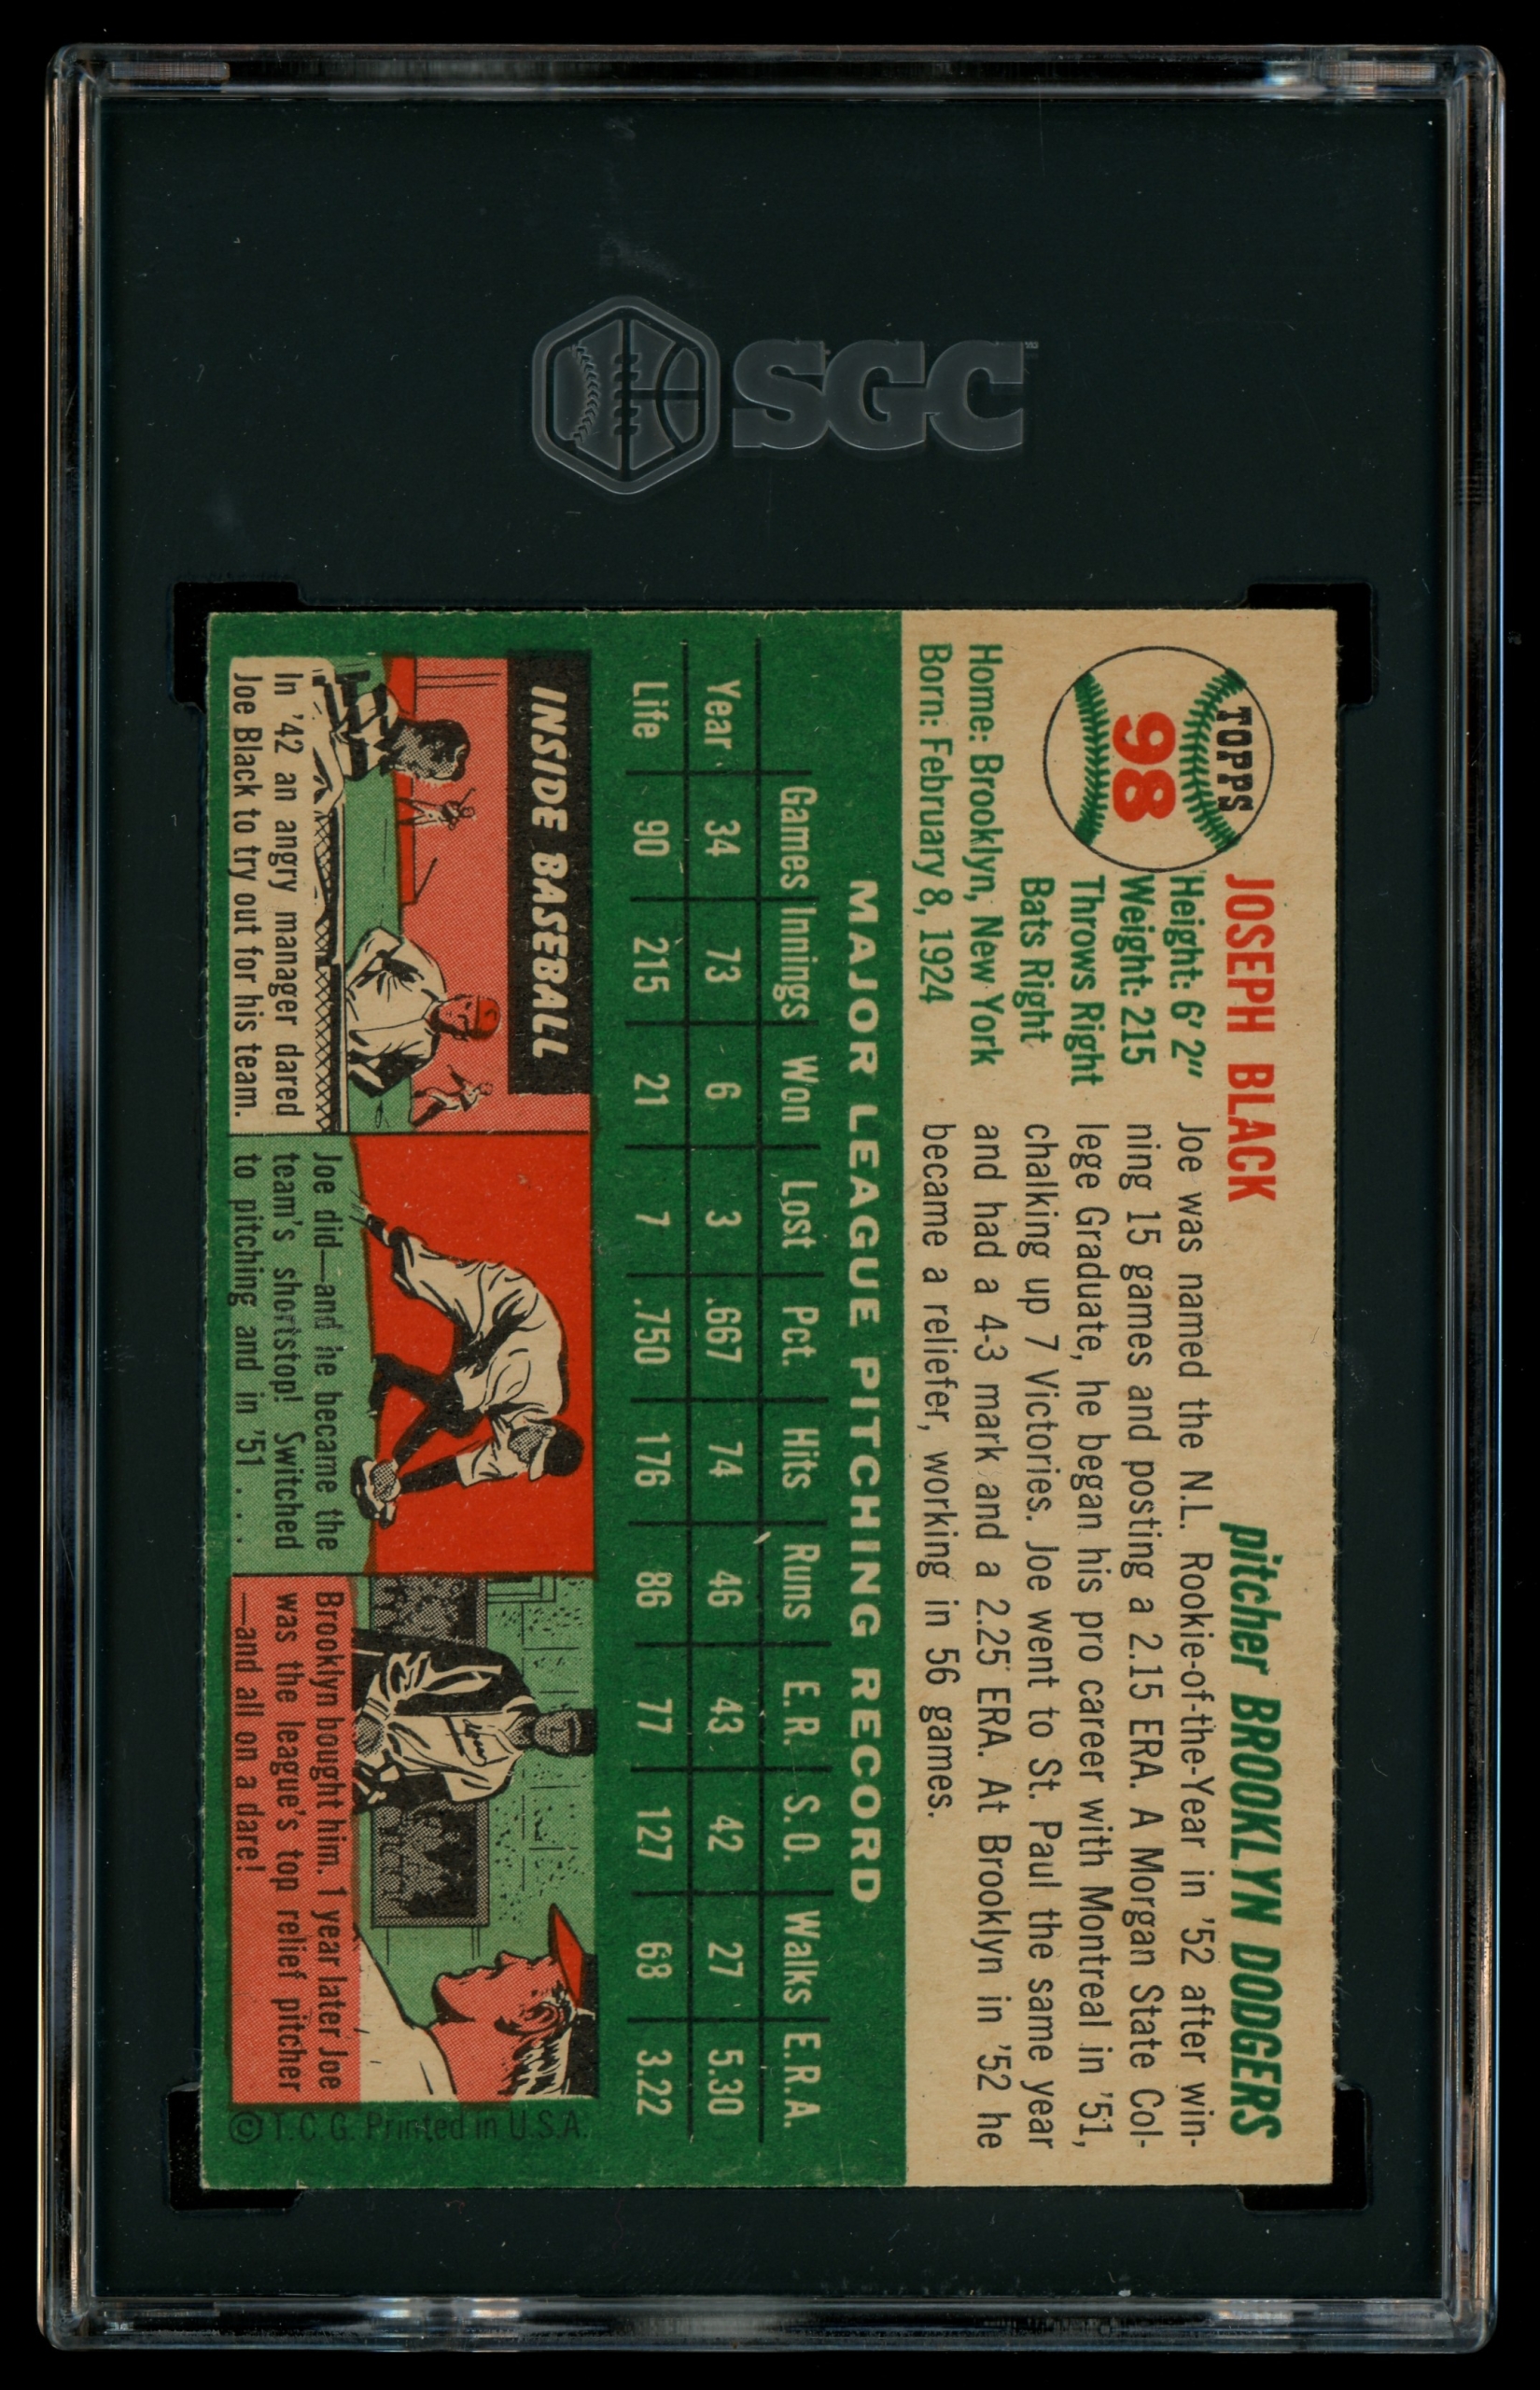 SGC
TOPPS
98
JOSEPH BLACK
pitcher BROOKLYN DODGERS
Height: 6' 2"
Weight: 215
Throws Right
Bats Right
Home: Brooklyn, New York
Born: February 8, 1924
Joe was named the N.L. Rookie-of-the-Year in '52 after win-
ning 15 games and posting a 2.15 ERA. A Morgan State Col-
lege Graduate, he began his pro career with Montreal in '51,
chalking up 7 Victories. Joe went to St. Paul the same year
and had a 4-3 mark and a 2.25 ERA. At Brooklyn in '52 he
became a reliefer, working in 56 games.
MAJOR LEAGUE PITCHING RECORD
Games Innings Won Lost Pct. Hits Runs E.R. S.O. Walks E.R.A.
Year 34 73 6 3 .667 74 46 43 42 27 5.30
Life 90 215 21 7 .750 176 86 77 127 68 3.22
INSIDE BASEBALL
In '42 an angry manager dared
Joe Black to try out for his team.
Joe did—and he became the
team's shortstop! Switched
to pitching and in '51 . . .
Brooklyn bought him. 1 year later Joe
was the league's top relief pitcher
—and all on a dare!
© T.C.G. Printed in U.S.A.